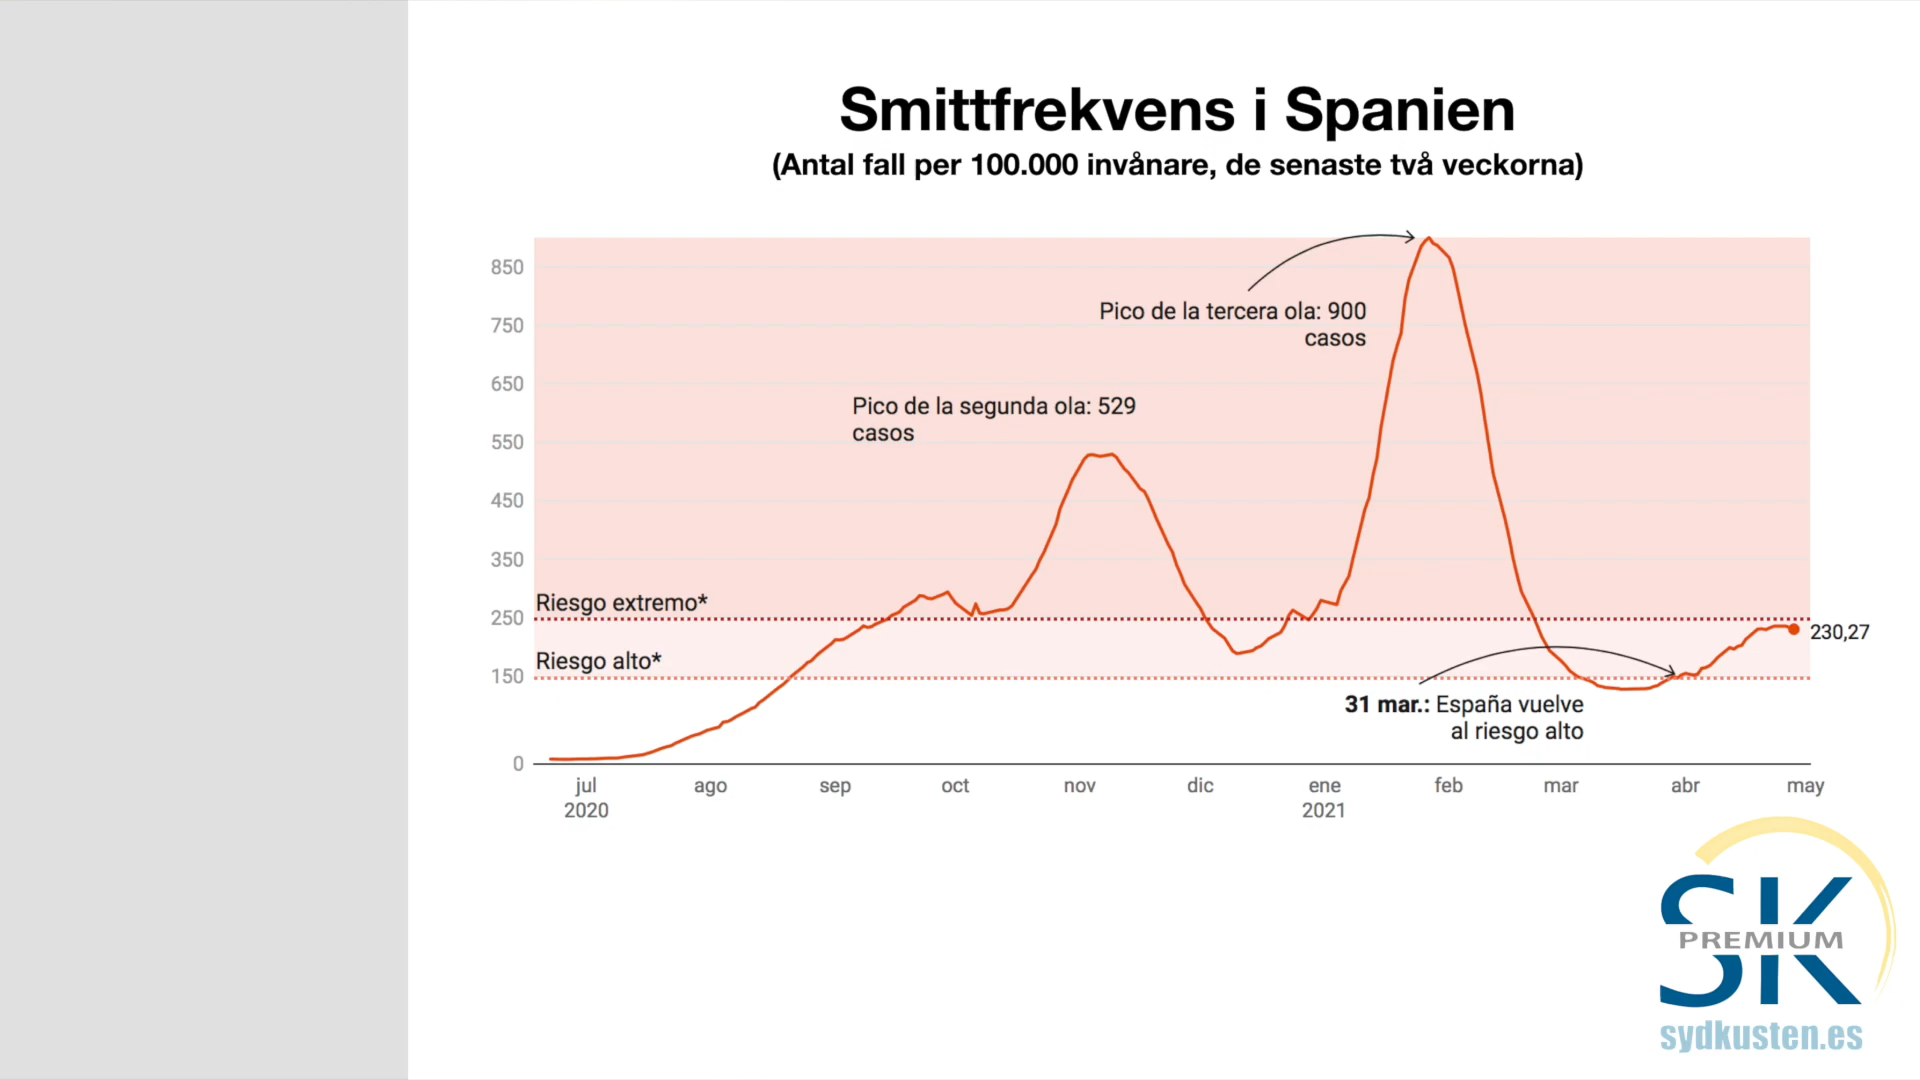 Smittfrekvens i Spanien
(Antal fall per 100.000 invånare, de senaste två veckorna)
850
750
650
550
450
350
250
150
0
Pico de la tercera ola: 900
casos
Pico de la segunda ola: 529
casos
Riesgo extremo*
Riesgo alto*
230,27
31 mar.: España vuelve
al riesgo alto
jul ago sep oct nov dic ene feb mar abr may
2020 2021
SK
PREMIUM
sydkusten.es